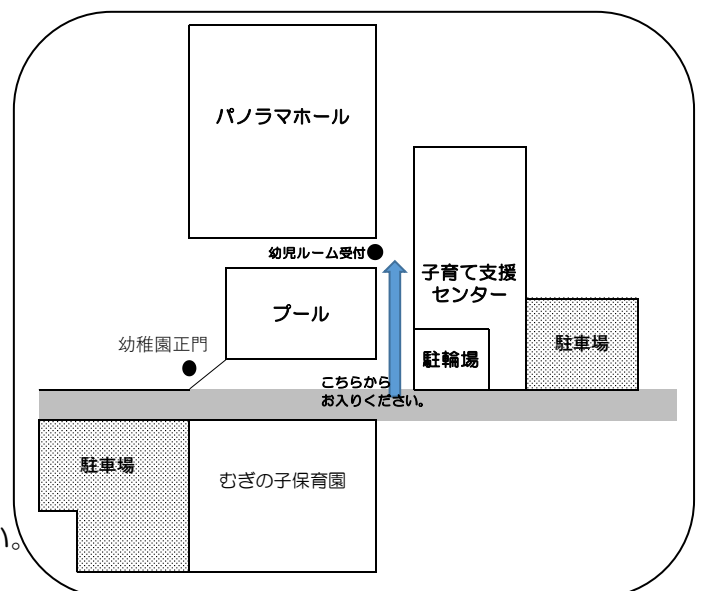 パノラマホール
幼児ルーム受付
子育て支援
センター
プール
幼稚園正門
駐車場
駐輪場
こちらから
お入りください。
駐車場
むぎの子保育園
い。